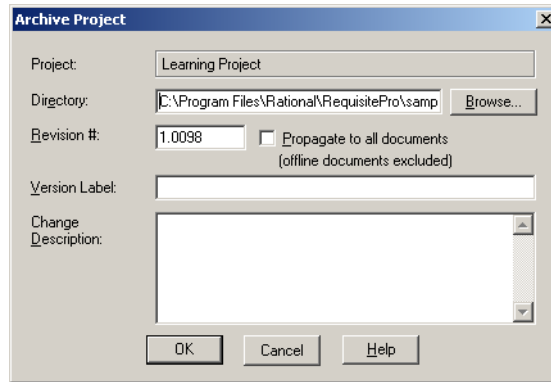 Archive Project
Project: Learning Project
Directory: C:\Program Files\Rational\RequisitePro\samp Browse...
Revision #: 1.0098 Propagate to all documents
(offline documents excluded)
Version Label:
Change
Description:
OK Cancel Help